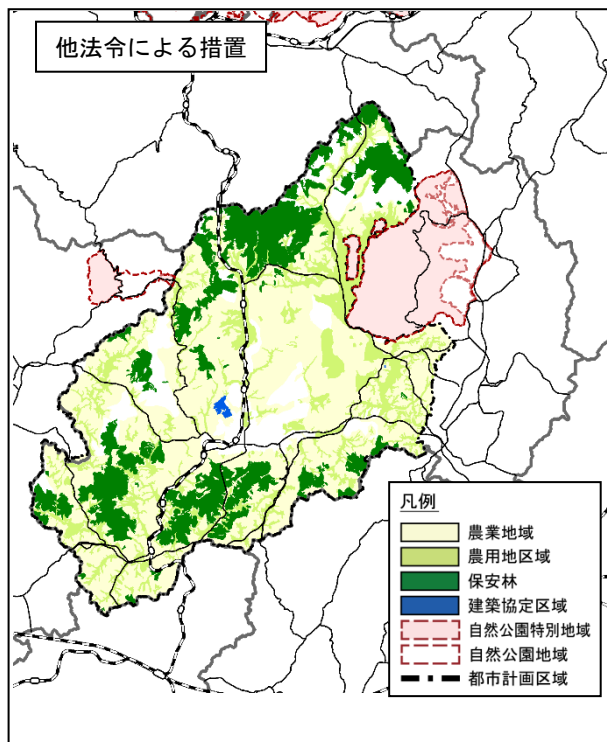 他法令による措置
凡例
農業地域
農用地区域
保安林
建築協定区域
自然公園特別地域
自然公園地域
都市計画区域